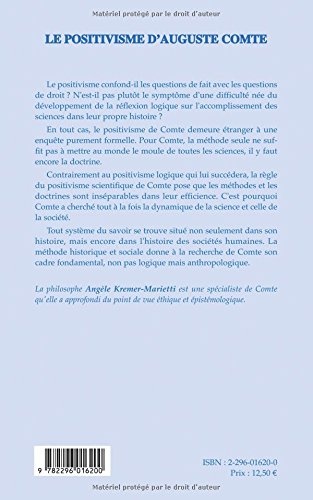 Matériel protégé par le droit d'auteur
LE POSITIVISME D'AUGUSTE COMTE
Le positivisme confond-il les questions de fait avec les questions
de droit ? N'est-il pas plutôt le symptôme d'une difficulté née du
développement de la réflexion logique sur l'accomplissement des
sciences dans leur propre histoire ?
En tout cas, le positivisme de Comte demeure étranger à une
enquête purement formelle. Pour Comte, la méthode seule ne suf-
fit pas à mettre au monde le moule de toutes les sciences, il y faut
encore la doctrine.
Contrairement au positivisme logique qui lui succédera, la règle
du positivisme scientifique de Comte pose que les méthodes et les
doctrines sont inséparables dans leur efficience. C'est pourquoi
Comte a cherché tout à la fois la dynamique de la science et celle de
la société.
Tout système du savoir se trouve situé non seulement dans son
histoire, mais encore dans l'histoire des sociétés humaines. La
méthode historique et sociale donne à la recherche de Comte son
cadre fondamental, non pas logique mais anthropologique.
La philosophe Angèle Kremer-Marietti est une spécialiste de Comte
qu'elle a approfondi du point de vue éthique et épistémologique.
9 782296 016200
ISBN : 2-296-01620-0
Prix : 12,50 €
Matériel protégé par le droit d'auteur